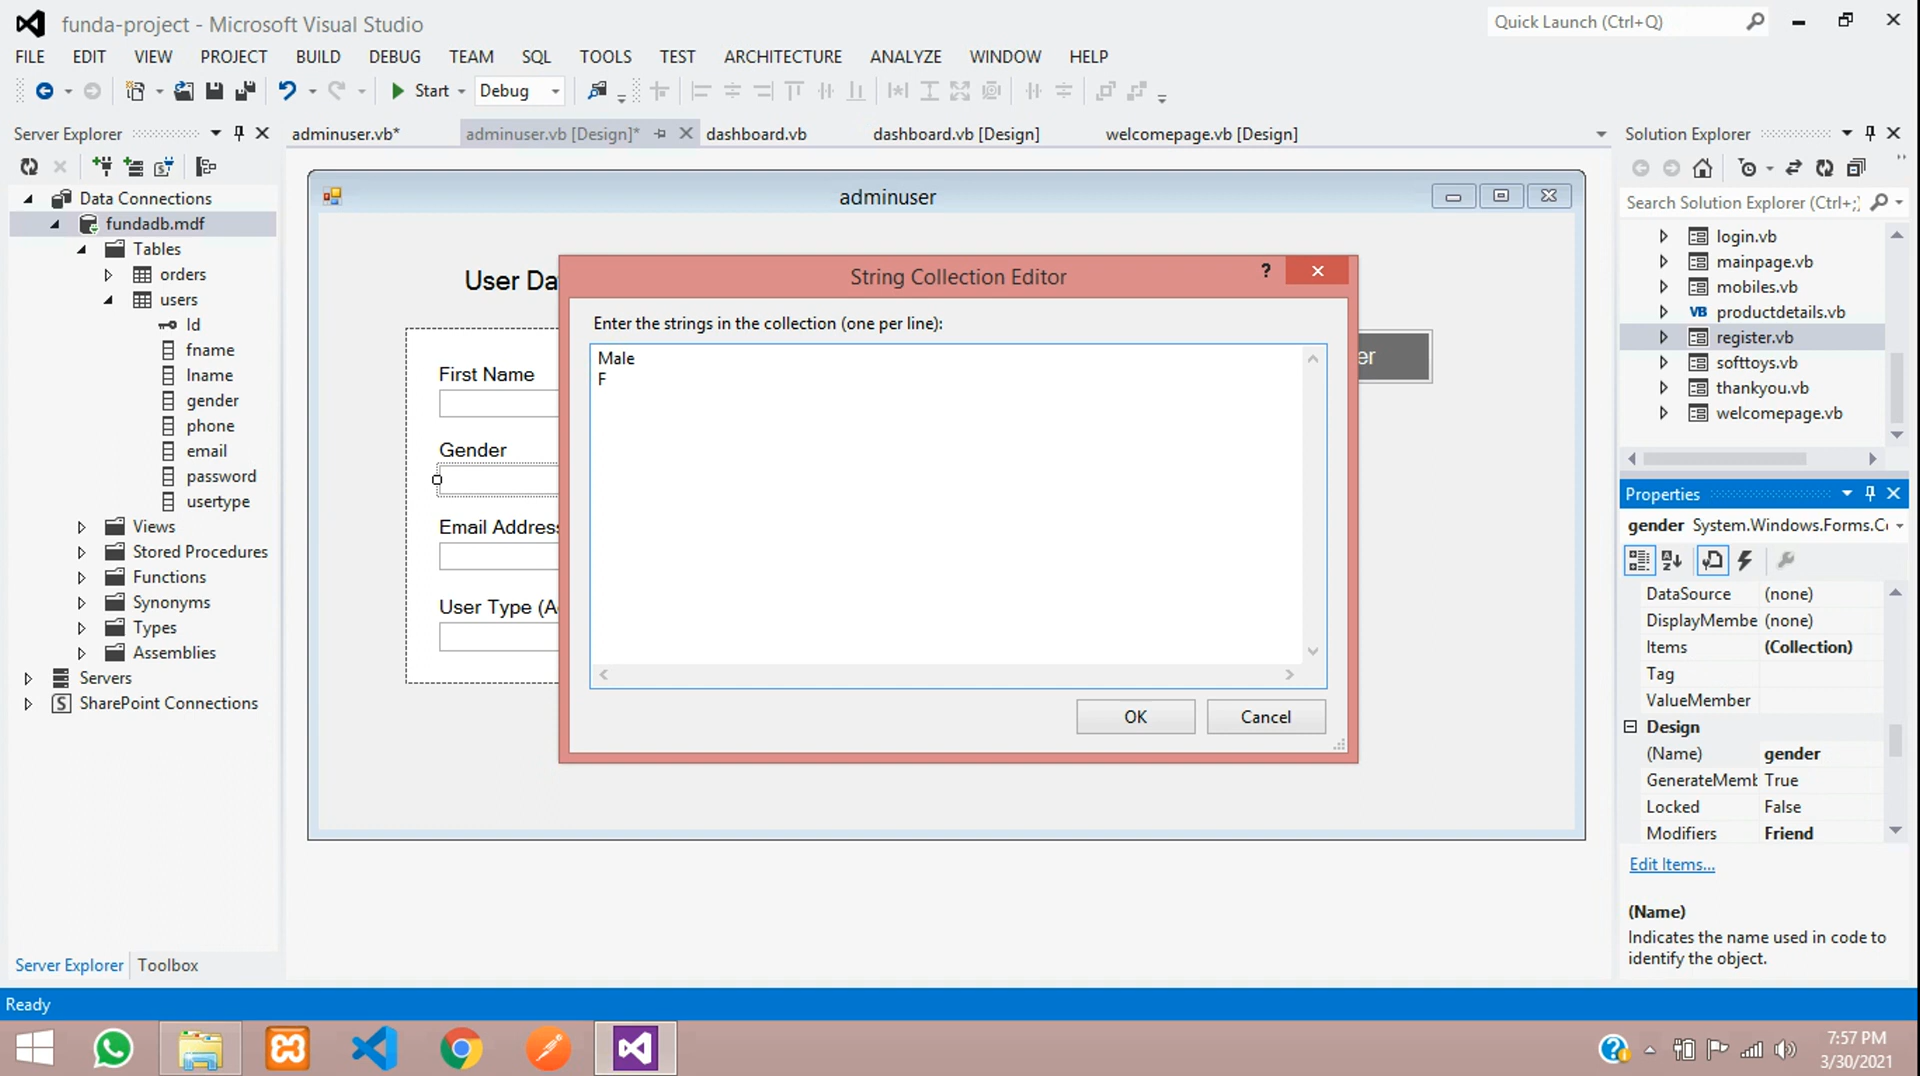 funda-project - Microsoft Visual Studio
Quick Launch (Ctrl+Q)
FILE EDIT VIEW PROJECT BUILD DEBUG TEAM SQL TOOLS TEST ARCHITECTURE ANALYZE WINDOW HELP
Start Debug
Server Explorer
adminuser.vb* adminuser.vb [Design]* dashboard.vb dashboard.vb [Design] welcomepage.vb [Design]
Solution Explorer
Search Solution Explorer (Ctrl+;)
Data Connections
fundadb.mdf
Tables
orders
users
Id
fname
lname
gender
phone
email
password
usertype
Views
Stored Procedures
Functions
Synonyms
Types
Assemblies
Servers
SharePoint Connections
Server Explorer Toolbox
adminuser
User Da
First Name
Gender
Email Addres
User Type (A
er
String Collection Editor
?
Enter the strings in the collection (one per line):
Male
F
OK Cancel
login.vb
mainpage.vb
mobiles.vb
VB productdetails.vb
register.vb
softtoys.vb
thankyou.vb
welcomepage.vb
Properties
gender System.Windows.Forms.C
DataSource (none)
DisplayMembe (none)
Items (Collection)
Tag
ValueMember
Design
(Name) gender
GenerateMemb True
Locked False
Modifiers Friend
Edit Items...
(Name)
Indicates the name used in code to
identify the object.
Ready
7:57 PM
3/30/2021